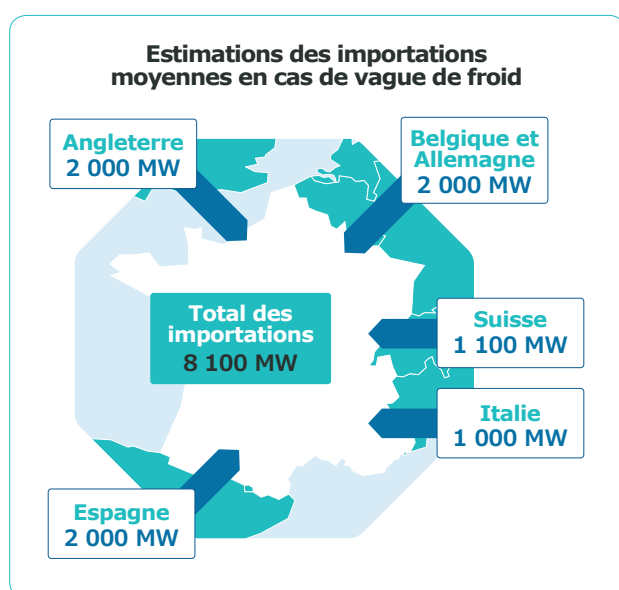 Estimations des importations
moyennes en cas de vague de froid
Angleterre
2 000 MW
Belgique et
Allemagne
2 000 MW
Total des
importations
8 100 MW
Suisse
1 100 MW
Italie
1 000 MW
Espagne
2 000 MW